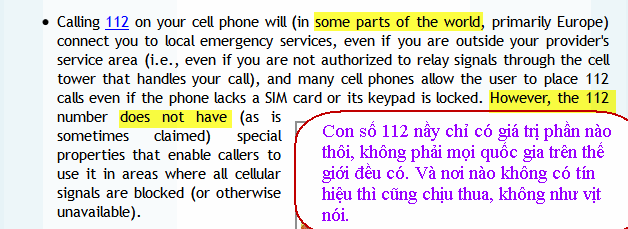 • Calling 112 on your cell phone will (in some parts of the world, primarily Europe)
connect you to local emergency services, even if you are outside your provider's
service area (i.e., even if you are not authorized to relay signals through the cell
tower that handles your call), and many cell phones allow the user to place 112
calls even if the phone lacks a SIM card or its keypad is locked. However, the 112
number does not have (as is
sometimes claimed) special
properties that enable callers to
use it in areas where all cellular
signals are blocked (or otherwise
unavailable).
Con số 112 nầy chỉ có giá trị phần nào
thôi, không phải mọi quốc gia trên thế
giới đều có. Và nơi nào không có tín
hiệu thì cũng chịu thua, không như vịt
nói.